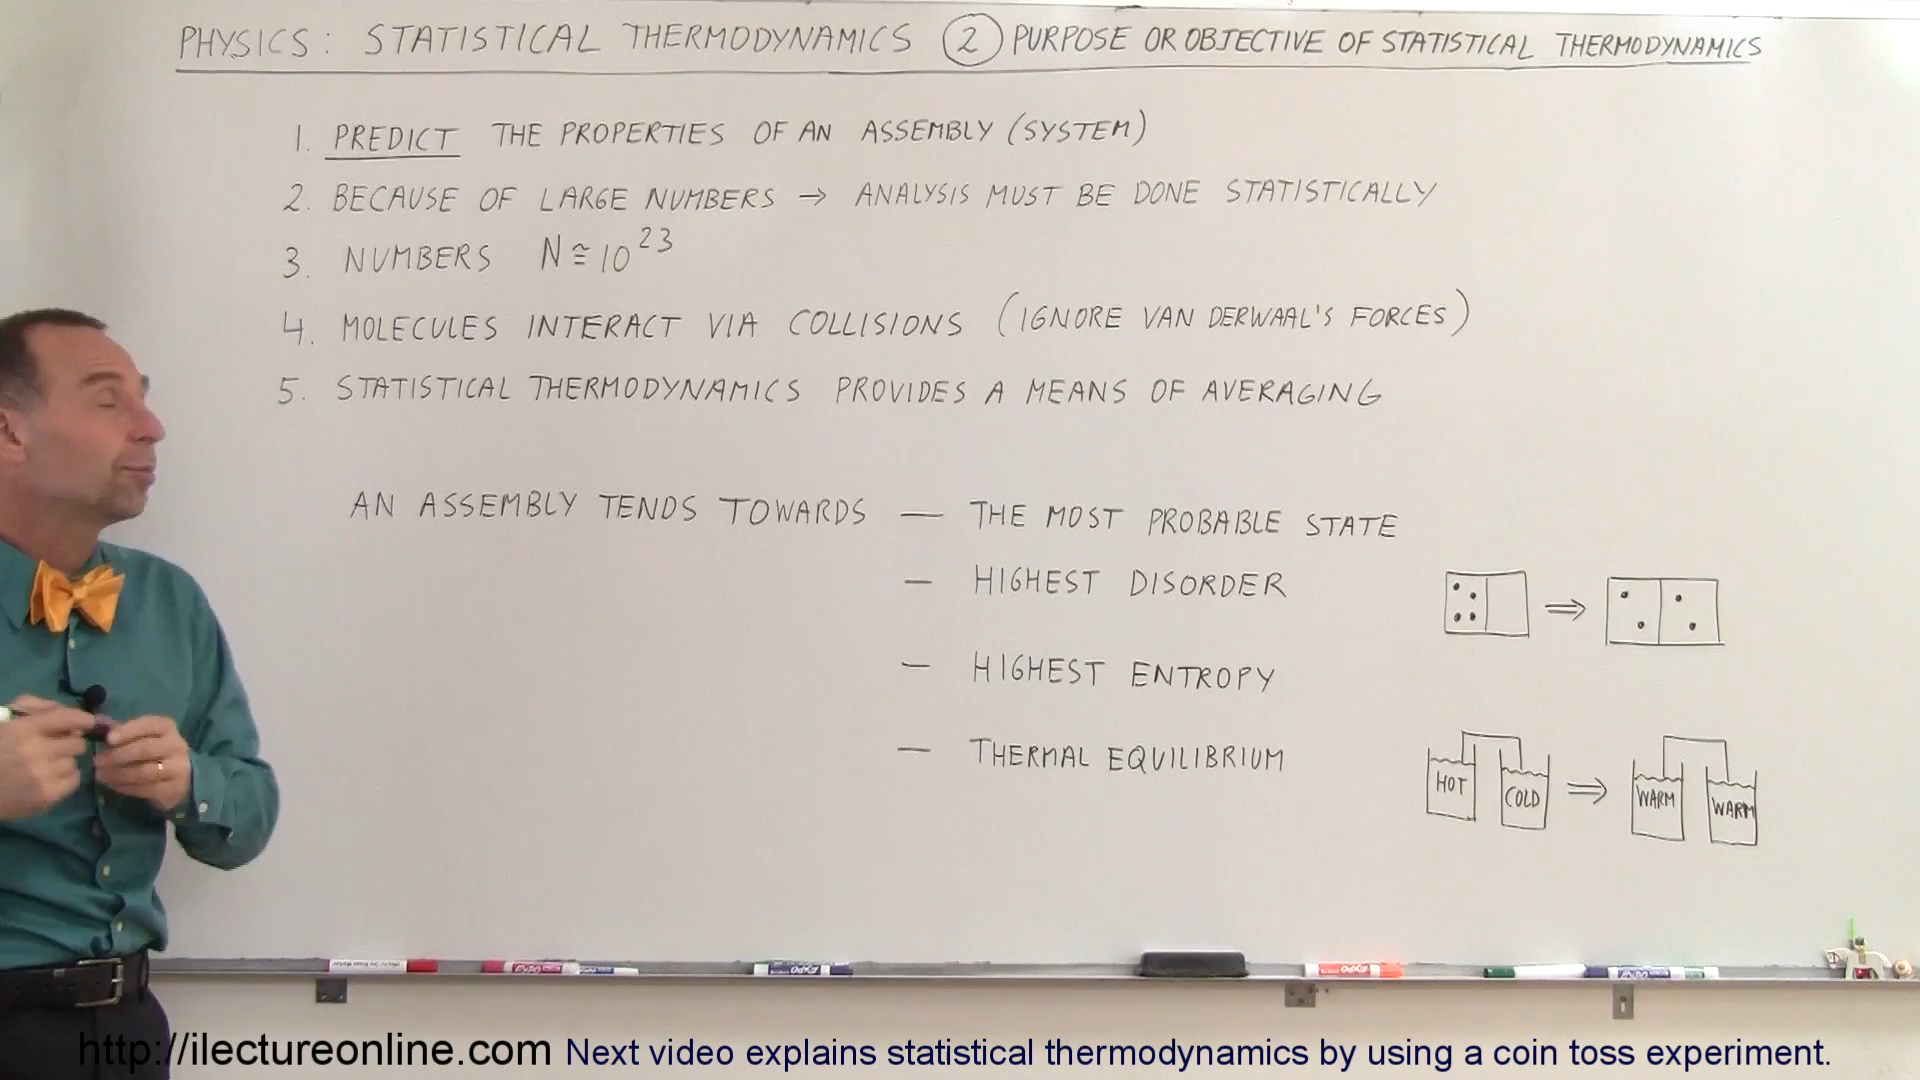 PHYSICS: STATISTICAL THERMODYNAMICS ② PURPOSE OR OBJECTIVE OF STATISTICAL THERMODYNAMICS
1. PREDICT THE PROPERTIES OF AN ASSEMBLY (SYSTEM)
2. BECAUSE OF LARGE NUMBERS → ANALYSIS MUST BE DONE STATISTICALLY
3. NUMBERS N ≅ 10²³
4. MOLECULES INTERACT VIA COLLISIONS (IGNORE VAN DERWAAL'S FORCES)
5. STATISTICAL THERMODYNAMICS PROVIDES A MEANS OF AVERAGING
AN ASSEMBLY TENDS TOWARDS — THE MOST PROBABLE STATE
— HIGHEST DISORDER
— HIGHEST ENTROPY
— THERMAL EQUILIBRIUM
HOT COLD ⇒ WARM WARM
EXPO
http://ilectureonline.com Next video explains statistical thermodynamics by using a coin toss experiment.